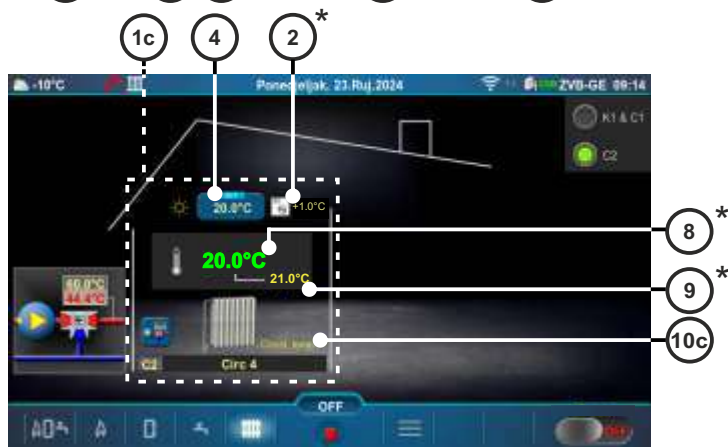 1c 4 2 *
-10°C Ponedjeljak, 23.Ruj.2024 ZVB-GE 09:14
K1 & C1
C2
20.0°C +1.0°C
20.0°C
21.0°C
8 *
9 *
10c
60.0°C
44.4°C
C2 Circ 4
OFF
OFF